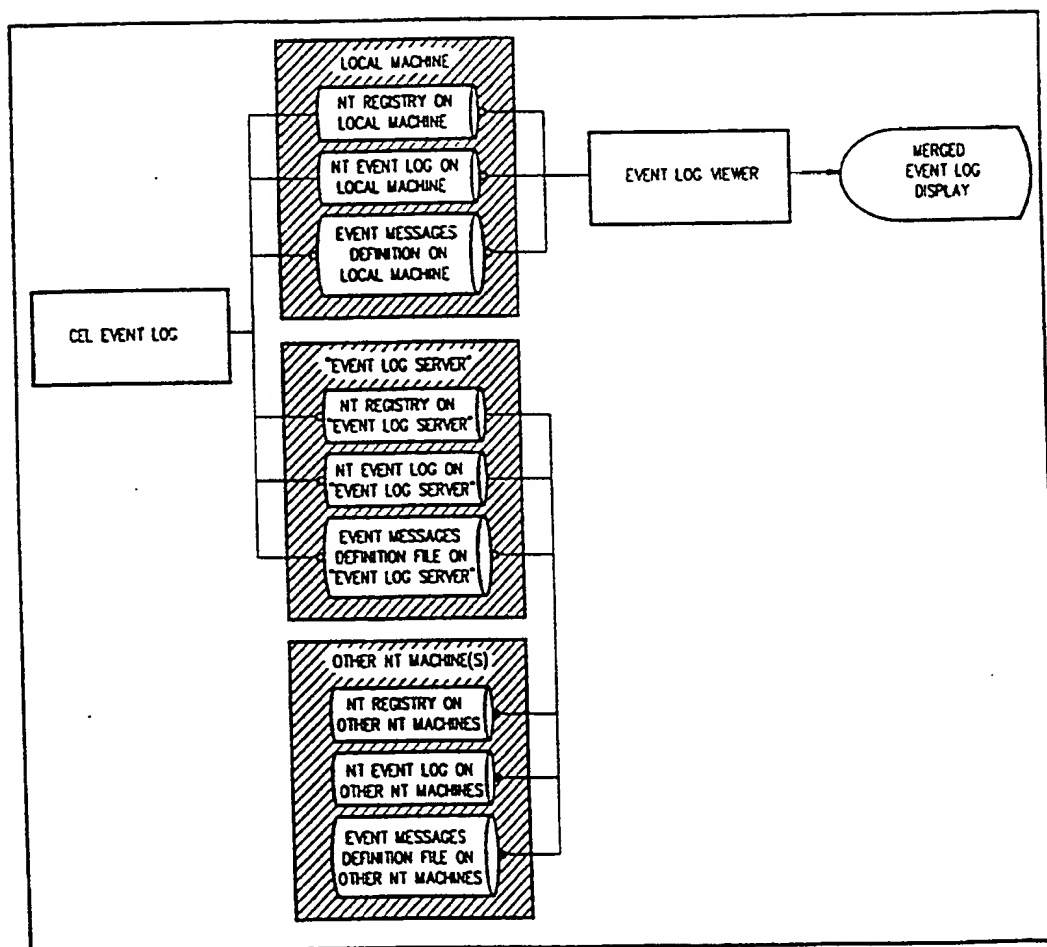 LOCAL MACHINE
NT REGISTRY ON
LOCAL MACHINE
NT EVENT LOG ON
LOCAL MACHINE
EVENT MESSAGES
DEFINITION ON
LOCAL MACHINE
EVENT LOG VIEWER
MERGED
EVENT LOG
DISPLAY
CEL EVENT LOG
"EVENT LOG SERVER"
NT REGISTRY ON
"EVENT LOG SERVER"
NT EVENT LOG ON
"EVENT LOG SERVER"
EVENT MESSAGES
DEFINITION FILE ON
"EVENT LOG SERVER"
OTHER NT MACHINE(S)
NT REGISTRY ON
OTHER NT MACHINES
NT EVENT LOG ON
OTHER NT MACHINES
EVENT MESSAGES
DEFINITION FILE ON
OTHER NT MACHINES